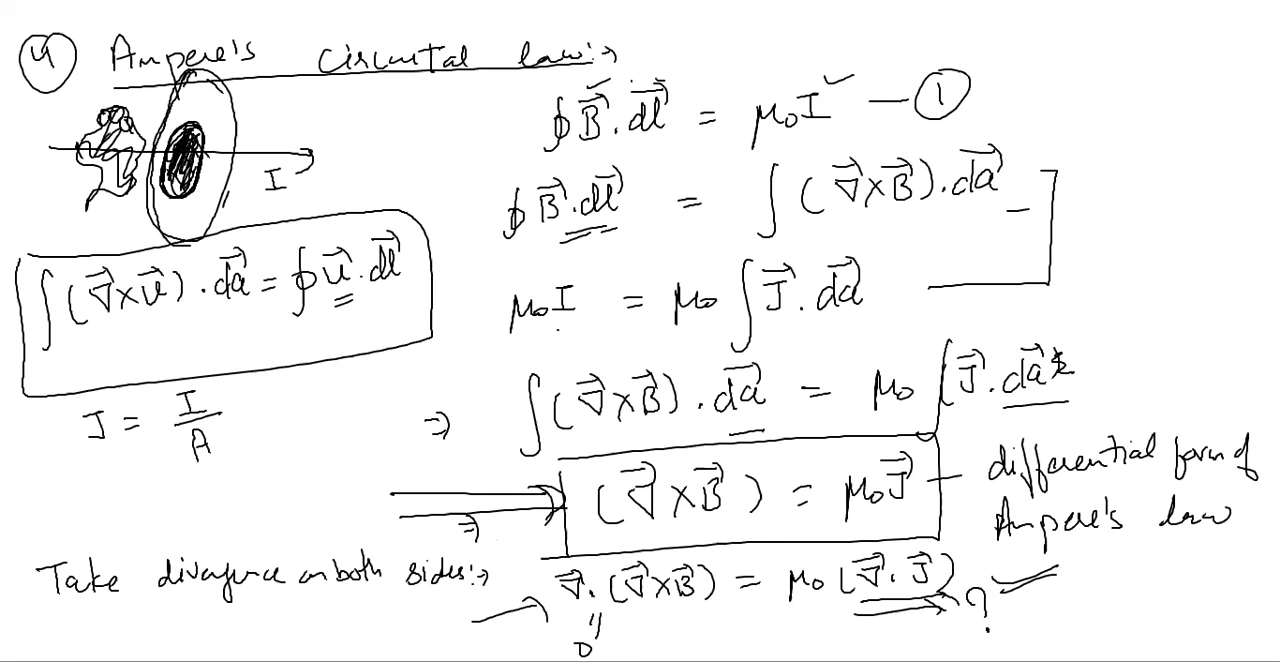 ④ Ampere's Circuital law:→
∮ B⃗ . dl⃗ = μ₀I — ①
I
∮ B⃗ . dl⃗ = ∫ ( ∇⃗ × B⃗ ) . da⃗ –
∫ ( ∇⃗ × v⃗ ) . da⃗ = ∮ v⃗ . dl⃗
μ₀I = μ₀ ∫ J⃗ . da⃗
J = I/A
⇒ ∫ ( ∇⃗ × B⃗ ) . da⃗ = μ₀ ∫ J⃗ . da⃗
⇒ ( ∇⃗ × B⃗ ) = μ₀ J⃗ — differential form of
Ampere's law
Take divergence on both sides:→ ∇⃗ . ( ∇⃗ × B⃗ ) = μ₀ ( ∇⃗ . J⃗ ) → ?
0